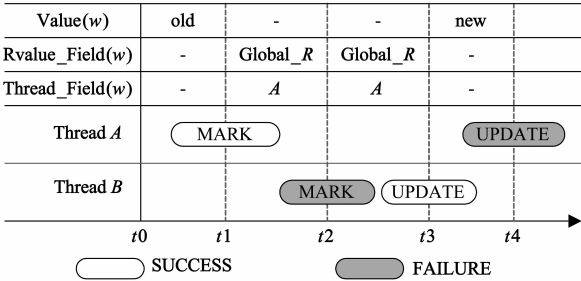 Value(w) old - - new
Rvalue_Field(w) - Global_R Global_R -
Thread_Field(w) - A A -
Thread A MARK UPDATE
Thread B MARK UPDATE
t0 t1 t2 t3 t4
SUCCESS FAILURE